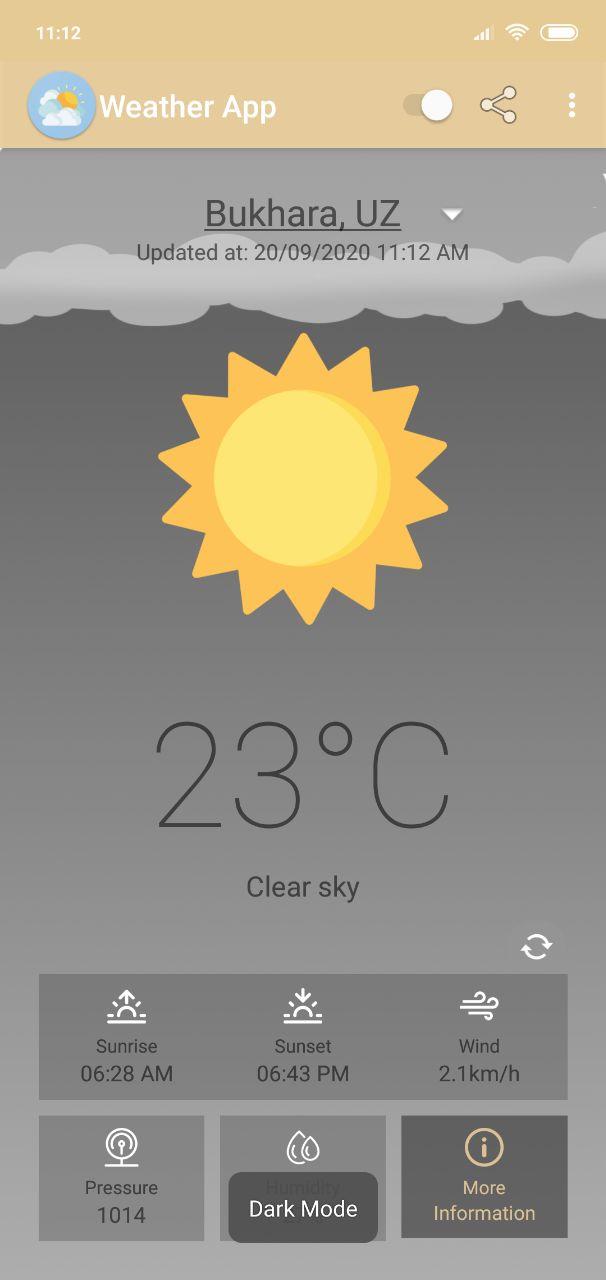 11:12
Weather App
Bukhara, UZ
Updated at: 20/09/2020 11:12 AM
23°C
Clear sky
Sunrise
Sunset
Wind
06:28 AM
06:43 PM
2.1km/h
Pressure
1014
Humidity
Dark Mode
More
Information